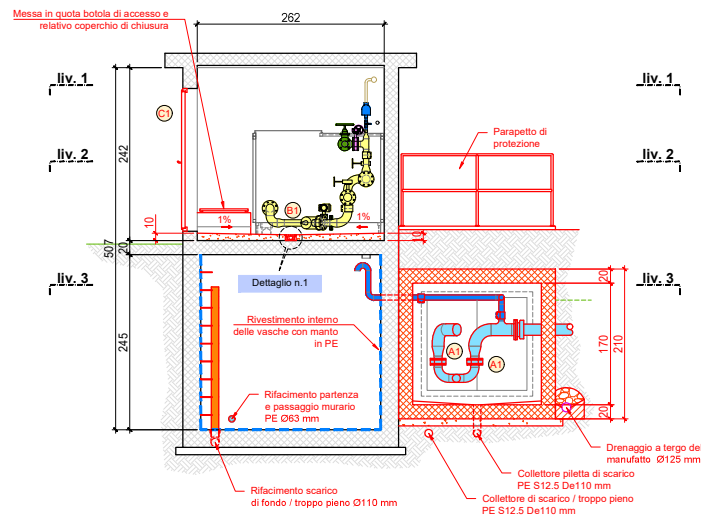 Messa in quota botola di accesso e
relativo coperchio di chiusura
262
liv. 1
liv. 1
C1
Parapetto di
protezione
242
liv. 2
liv. 2
B1
10
1%
1%
10
507
20
liv. 3
Dettaglio n.1
liv. 3
20
Rivestimento interno
delle vasche con manto
in PE
245
A1
A1
170
210
Rifacimento partenza
e passaggio murario
PE Ø63 mm
20
Drenaggio a tergo del
manufatto Ø125 mm
Collettore piletta di scarico
PE S12.5 De110 mm
Rifacimento scarico
di fondo / troppo pieno Ø110 mm
Collettore di scarico / troppo pieno
PE S12.5 De110 mm